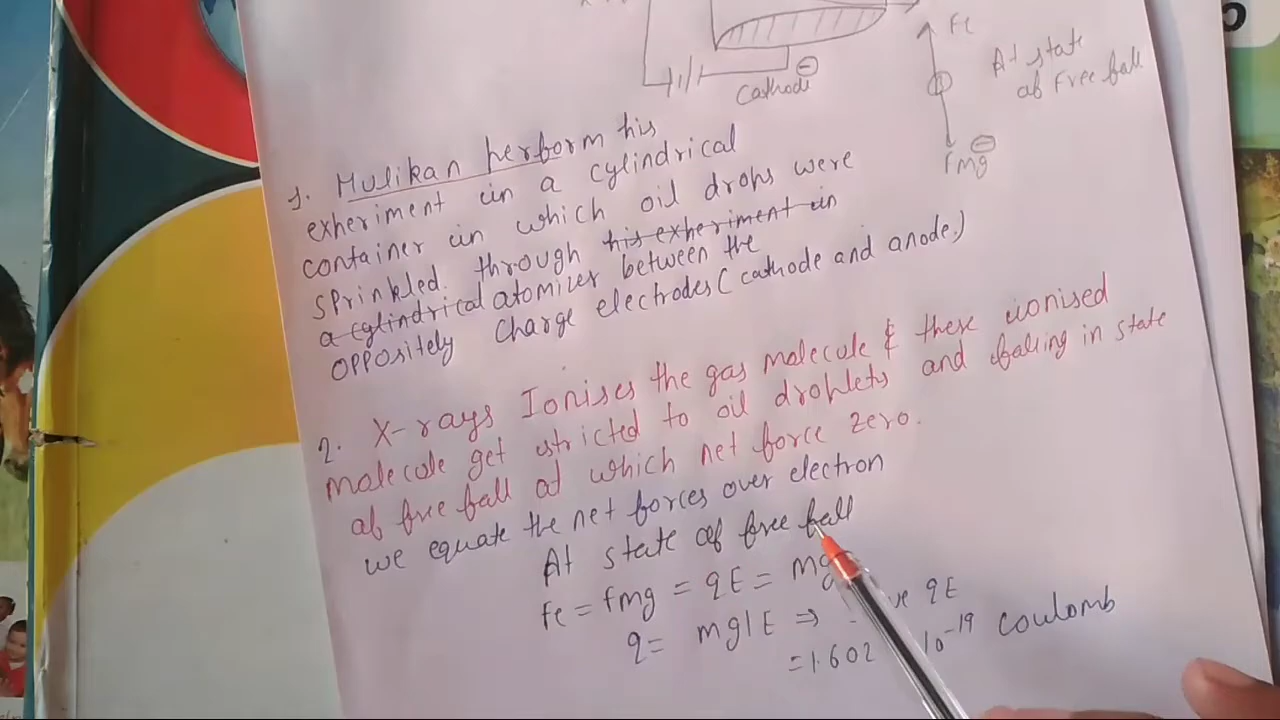 Cathode
⊖
Fe
At state
of Free fall
Fmg
⊖
1. Mulikan perform his
experiment in a cylindrical
container in which oil drops were
sprinkled. through his experiment in
a cylindrical atomizer between the
oppositely charge electrodes (cathode and anode.)
2. X-rays Ionises the gas molecule & these ionised
molecule get stricted to oil droplets and falling in state
of free fall at which net force zero.
we equate the net forces over electron
At state of free fall
fe = fmg = qE = mg
q = mg/E ⇒ ve qE
= 1.602 10⁻¹⁹ coulomb